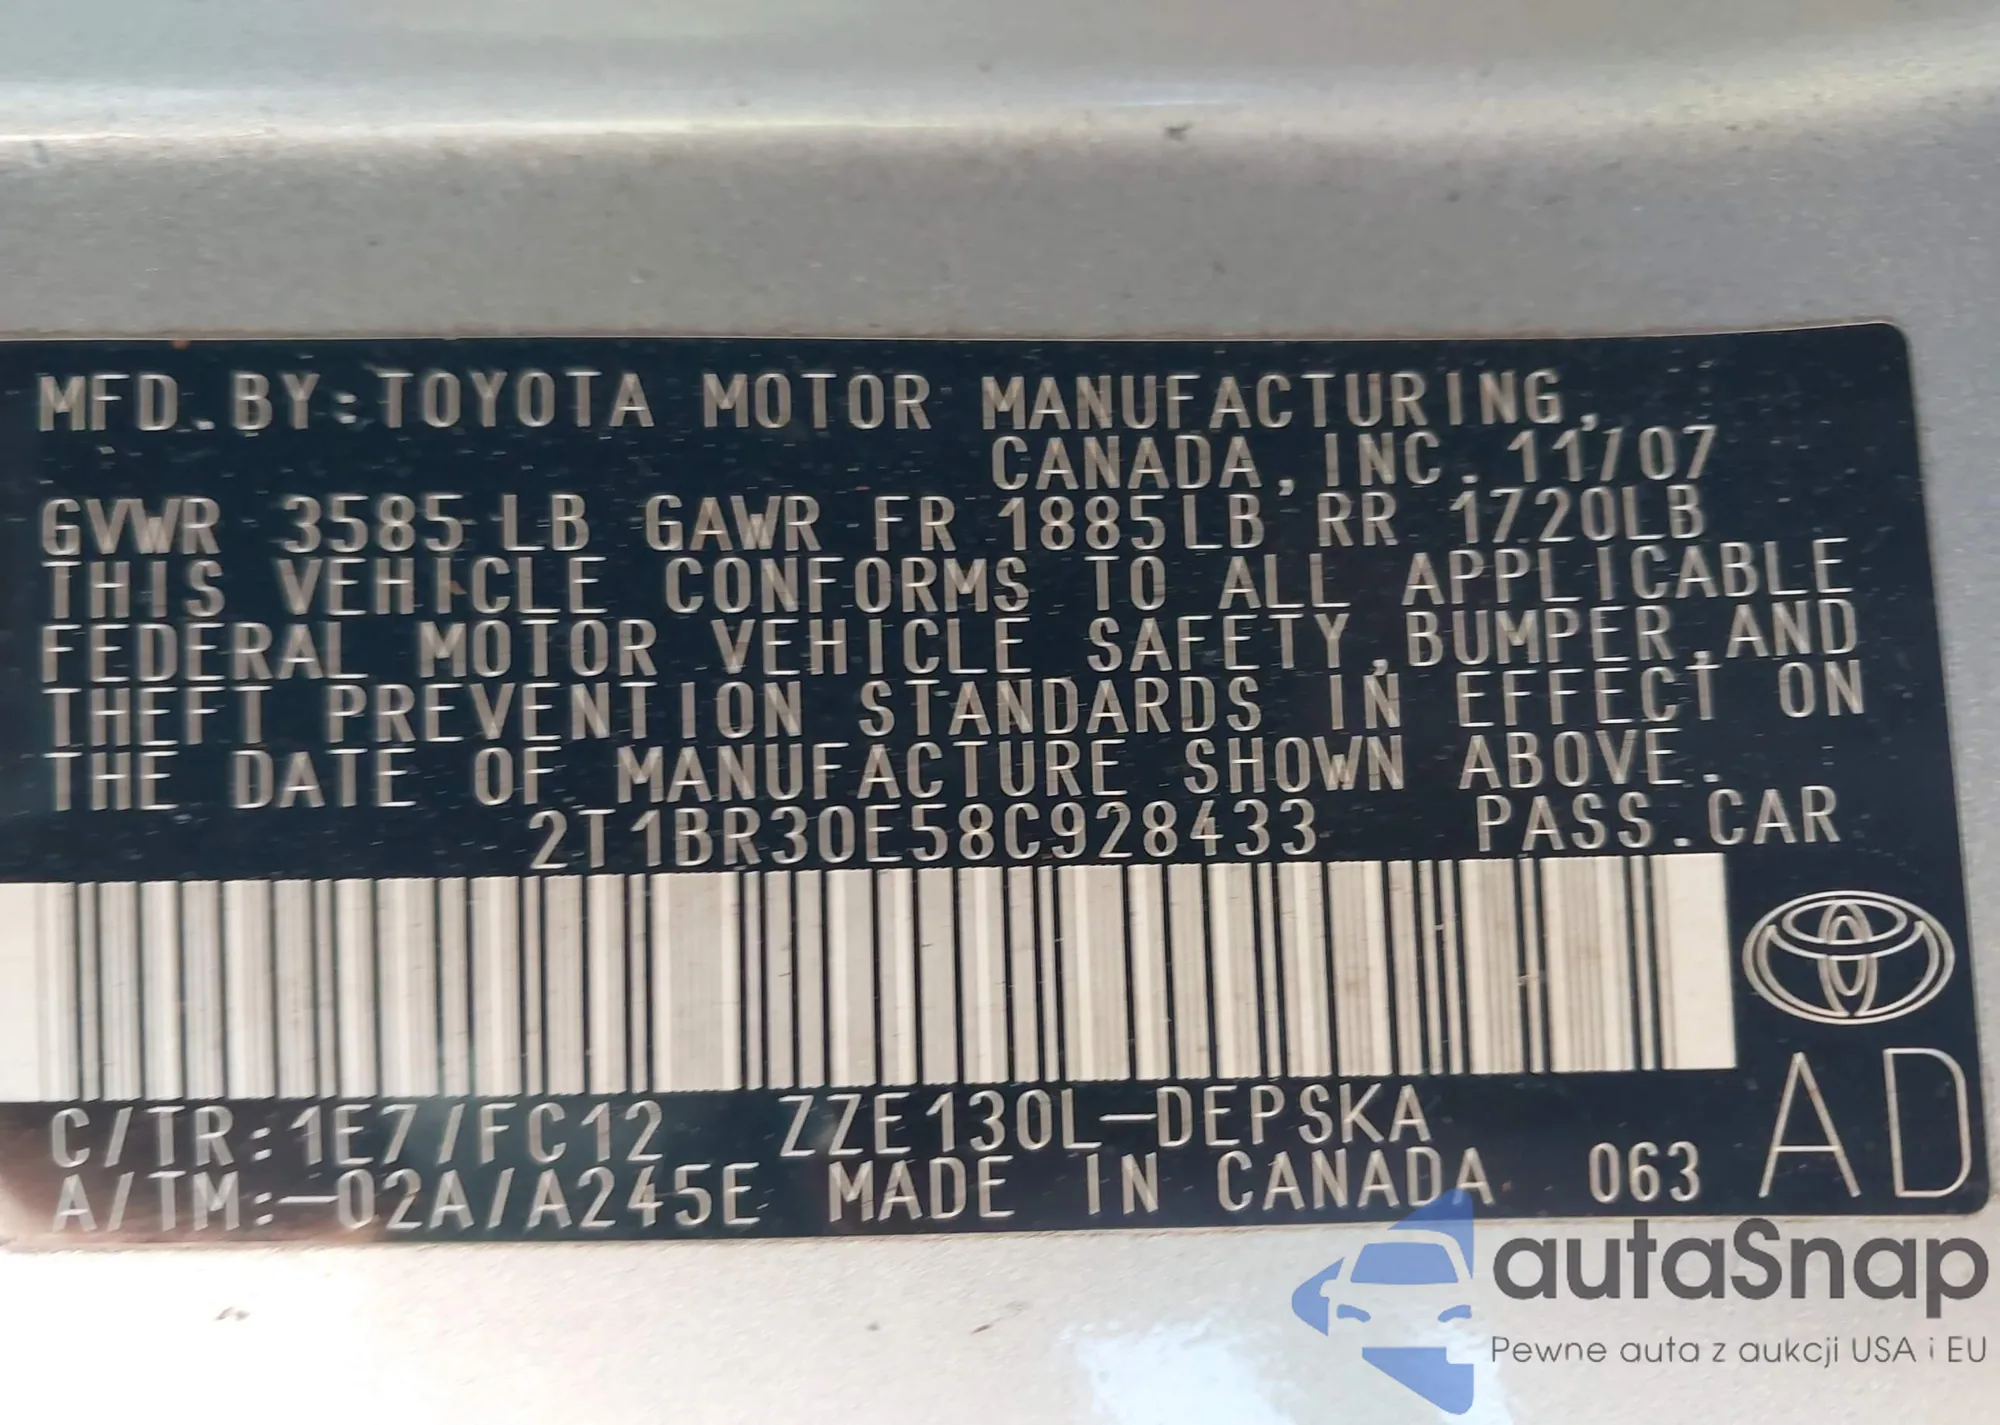 MFD.BY:TOYOTA MOTOR MANUFACTURING,
CANADA,INC.11/07
GVWR 3585LB GAWR FR 1885LB RR 1720LB
THIS VEHICLE CONFORMS TO ALL APPLICABLE
FEDERAL MOTOR VEHICLE SAFETY,BUMPER,AND
THEFT PREVENTION STANDARDS IN EFFECT ON
THE DATE OF MANUFACTURE SHOWN ABOVE.
2T1BR30E58C928433 PASS.CAR
C/TR:1E7/FC12 ZZE130L-DEPSKA
A/TM:-02A/A245E MADE IN CANADA 063 AD
autaSnap
Pewne auta z aukcji USA i EU